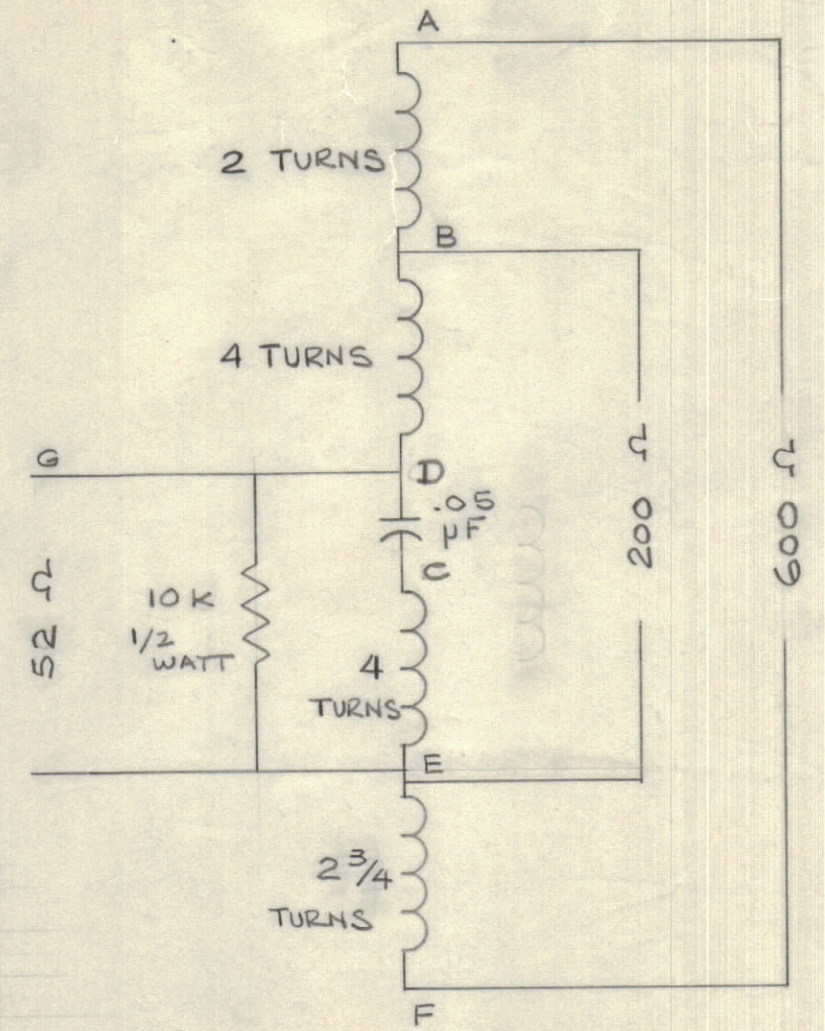 A
2 TURNS
B
4 TURNS
G
D
.05
µF
C
52 Ω
10 K
1/2
WATT
4
TURNS
200 Ω
600 Ω
E
2 3/4
TURNS
F